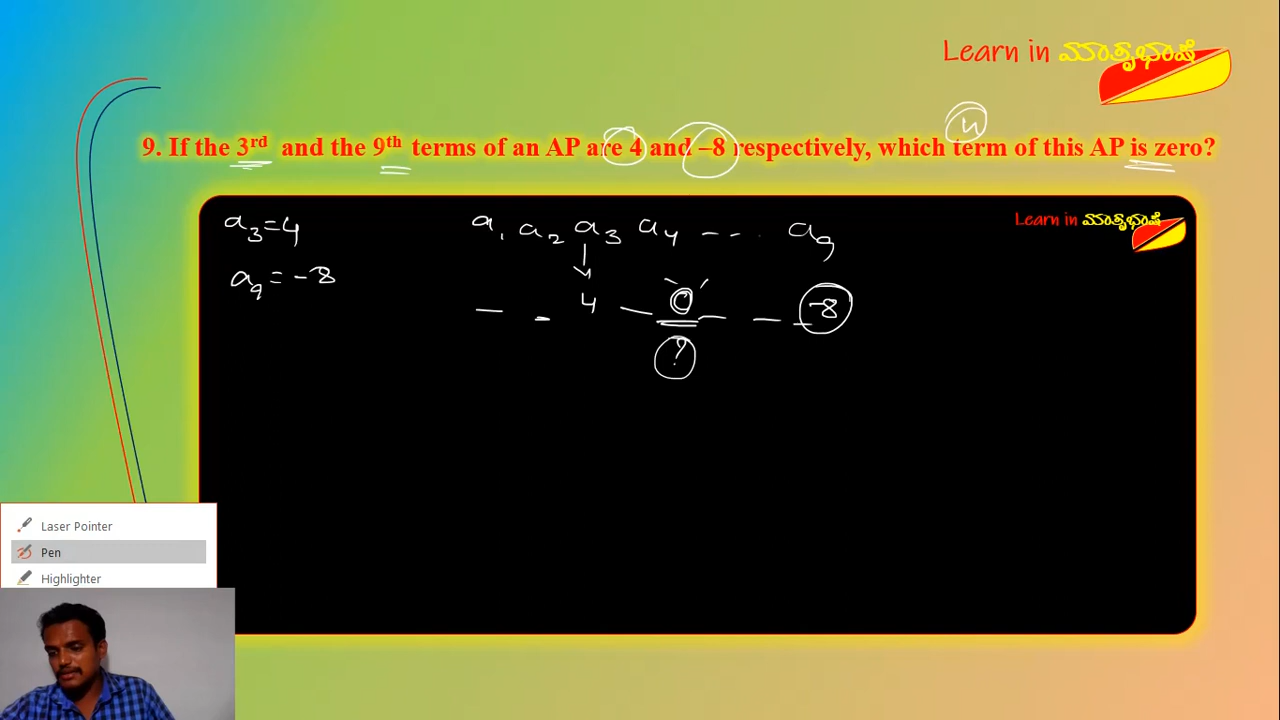 Learn in ಮಾತೃಭಾಷೆ
n
9. If the 3rd and the 9th terms of an AP are 4 and –8 respectively, which term of this AP is zero?
Learn in ಮಾತೃಭಾಷೆ
a3=4 a1 a2 a3 a4 --- a9
a9=-8
4 0 -8
?
Laser Pointer
Pen
Highlighter